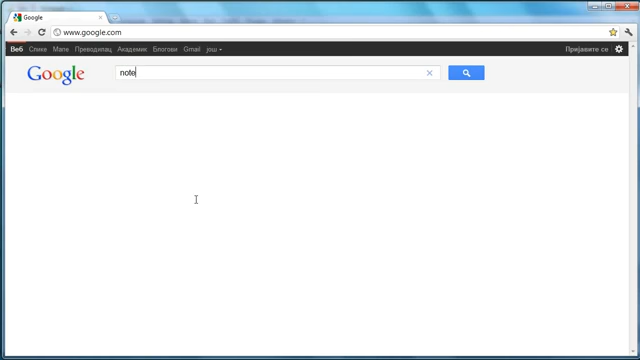 Google
www.google.com
Веб Слике Мапе Преводилац Академик Блогови Gmail још Пријавите се
Google note